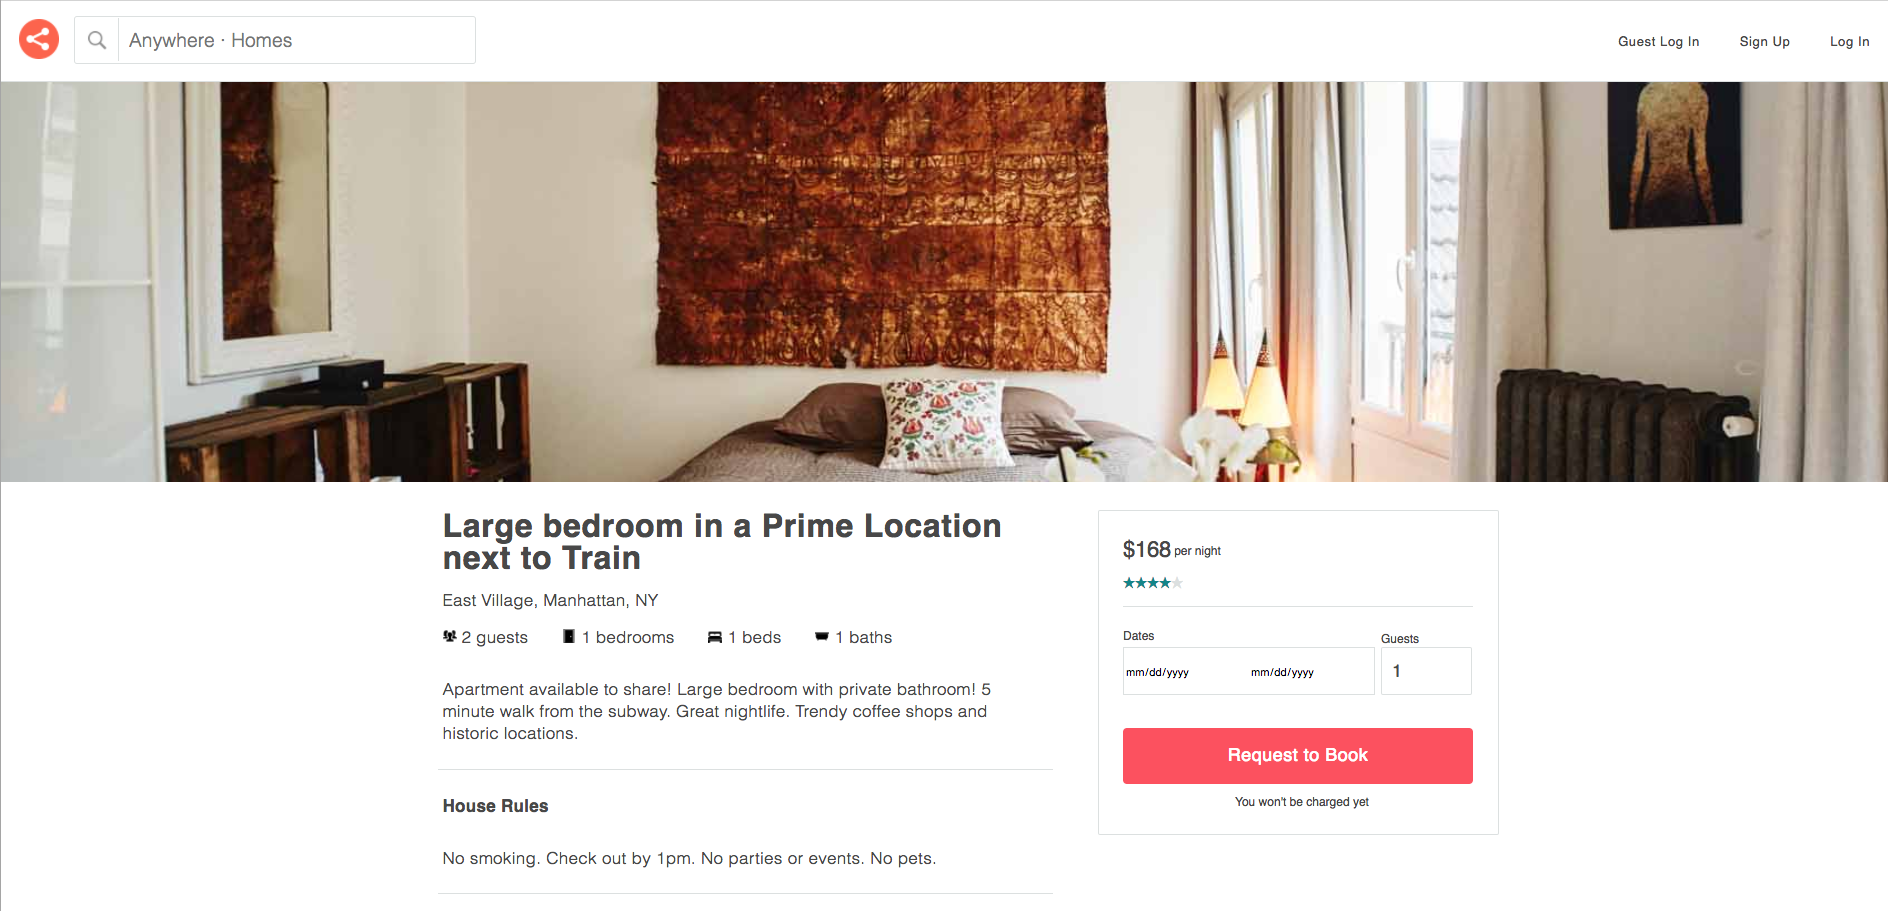 Anywhere · Homes
Guest Log In
Sign Up
Log In
Large bedroom in a Prime Location
next to Train
East Village, Manhattan, NY
2 guests
1 bedrooms
1 beds
1 baths
Apartment available to share! Large bedroom with private bathroom! 5
minute walk from the subway. Great nightlife. Trendy coffee shops and
historic locations.
House Rules
No smoking. Check out by 1pm. No parties or events. No pets.
$168 per night
Dates
Guests
mm/dd/yyyy
mm/dd/yyyy
1
Request to Book
You won't be charged yet